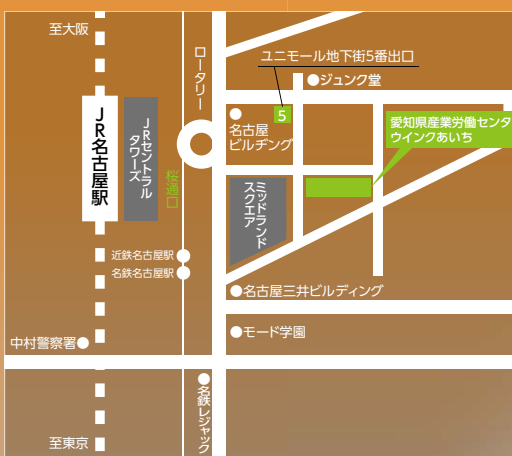 至大阪
ロータリー
ユニモール地下街5番出口
ジュンク堂
5
名古屋
ビルヂング
愛知県産業労働センタ
ウインクあいち
JR名古屋駅
JRセントラル
タワーズ
桜通口
ミッドランド
スクエア
近鉄名古屋駅
名鉄名古屋駅
名古屋三井ビルディング
モード学園
中村警察署
名鉄レジャック
至東京